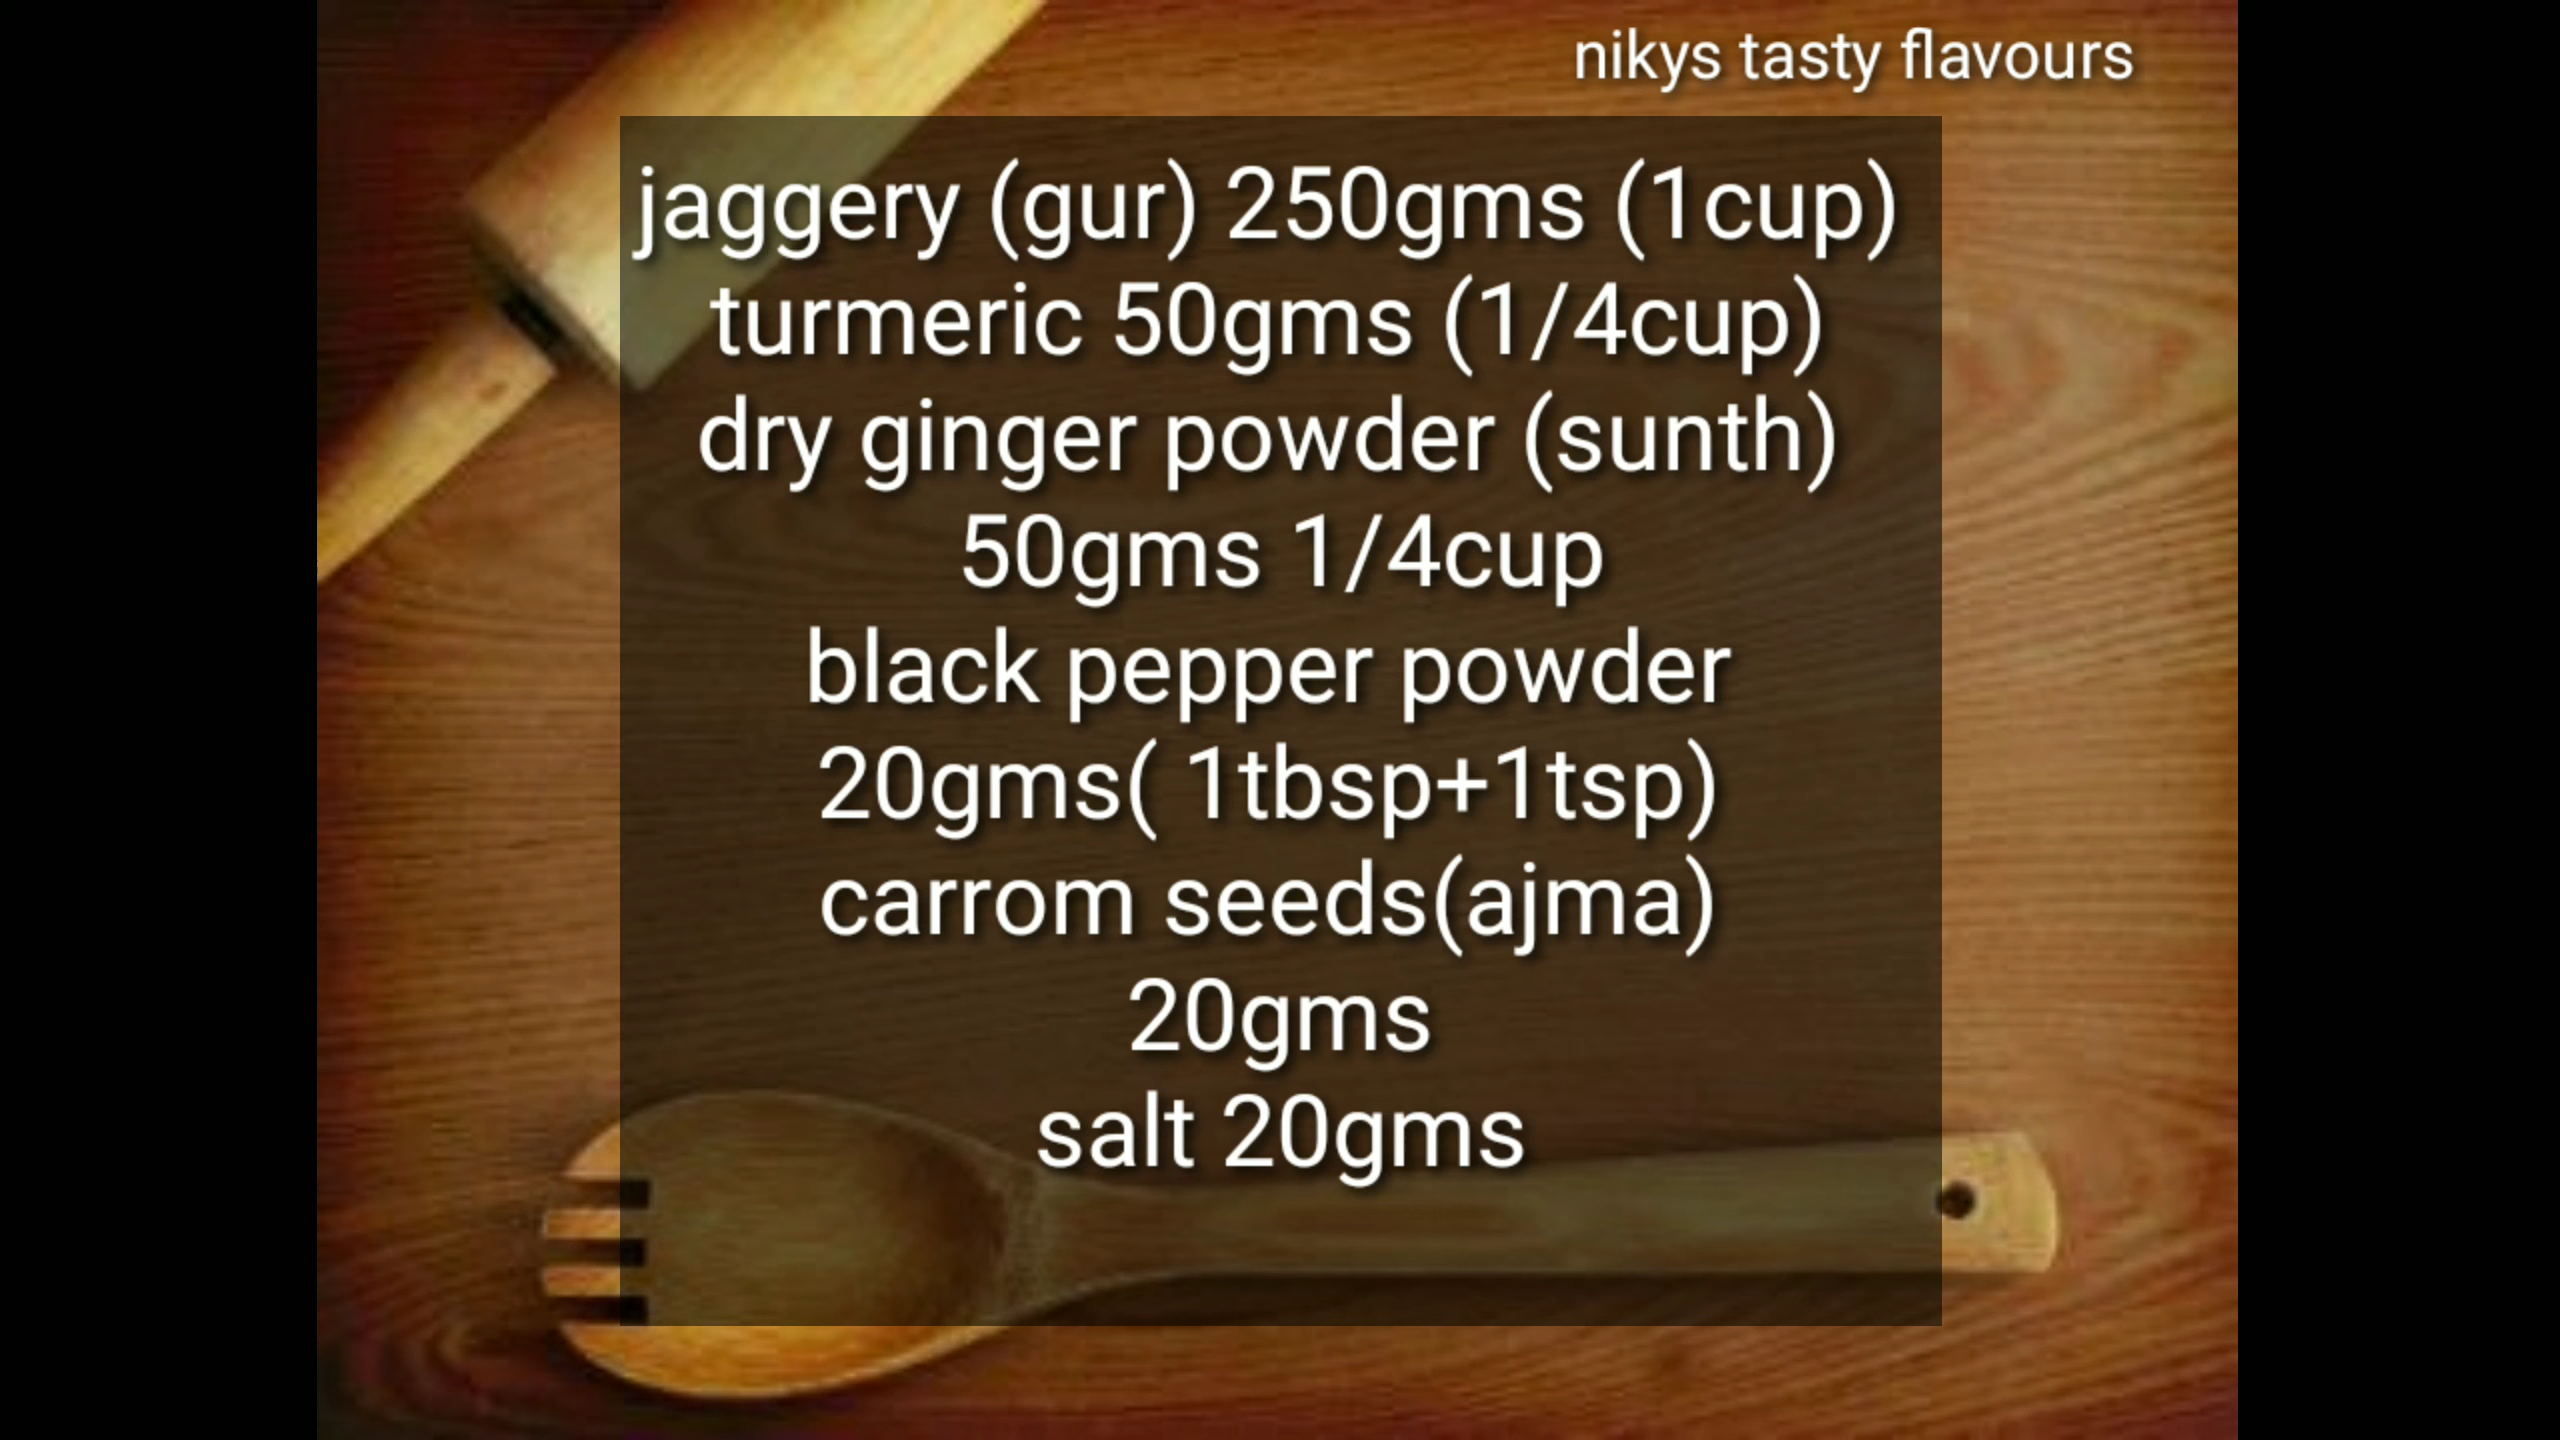 nikys tasty flavours
jaggery (gur) 250gms (1cup)
turmeric 50gms (1/4cup)
dry ginger powder (sunth)
50gms 1/4cup
black pepper powder
20gms( 1tbsp+1tsp)
carrom seeds(ajma)
20gms
salt 20gms